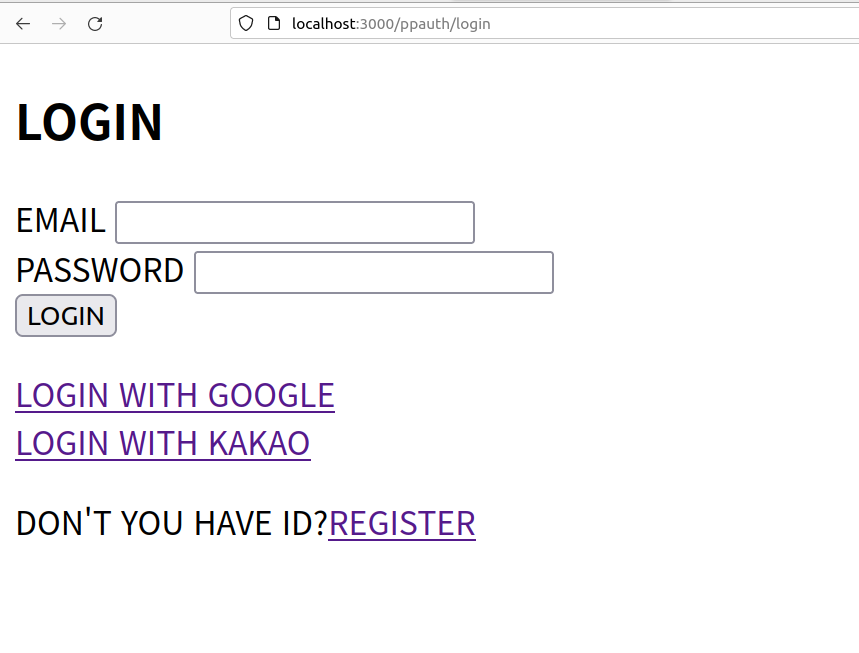 localhost:3000/ppauth/login
LOGIN
EMAIL
PASSWORD
LOGIN
LOGIN WITH GOOGLE
LOGIN WITH KAKAO
DON'T YOU HAVE ID?REGISTER